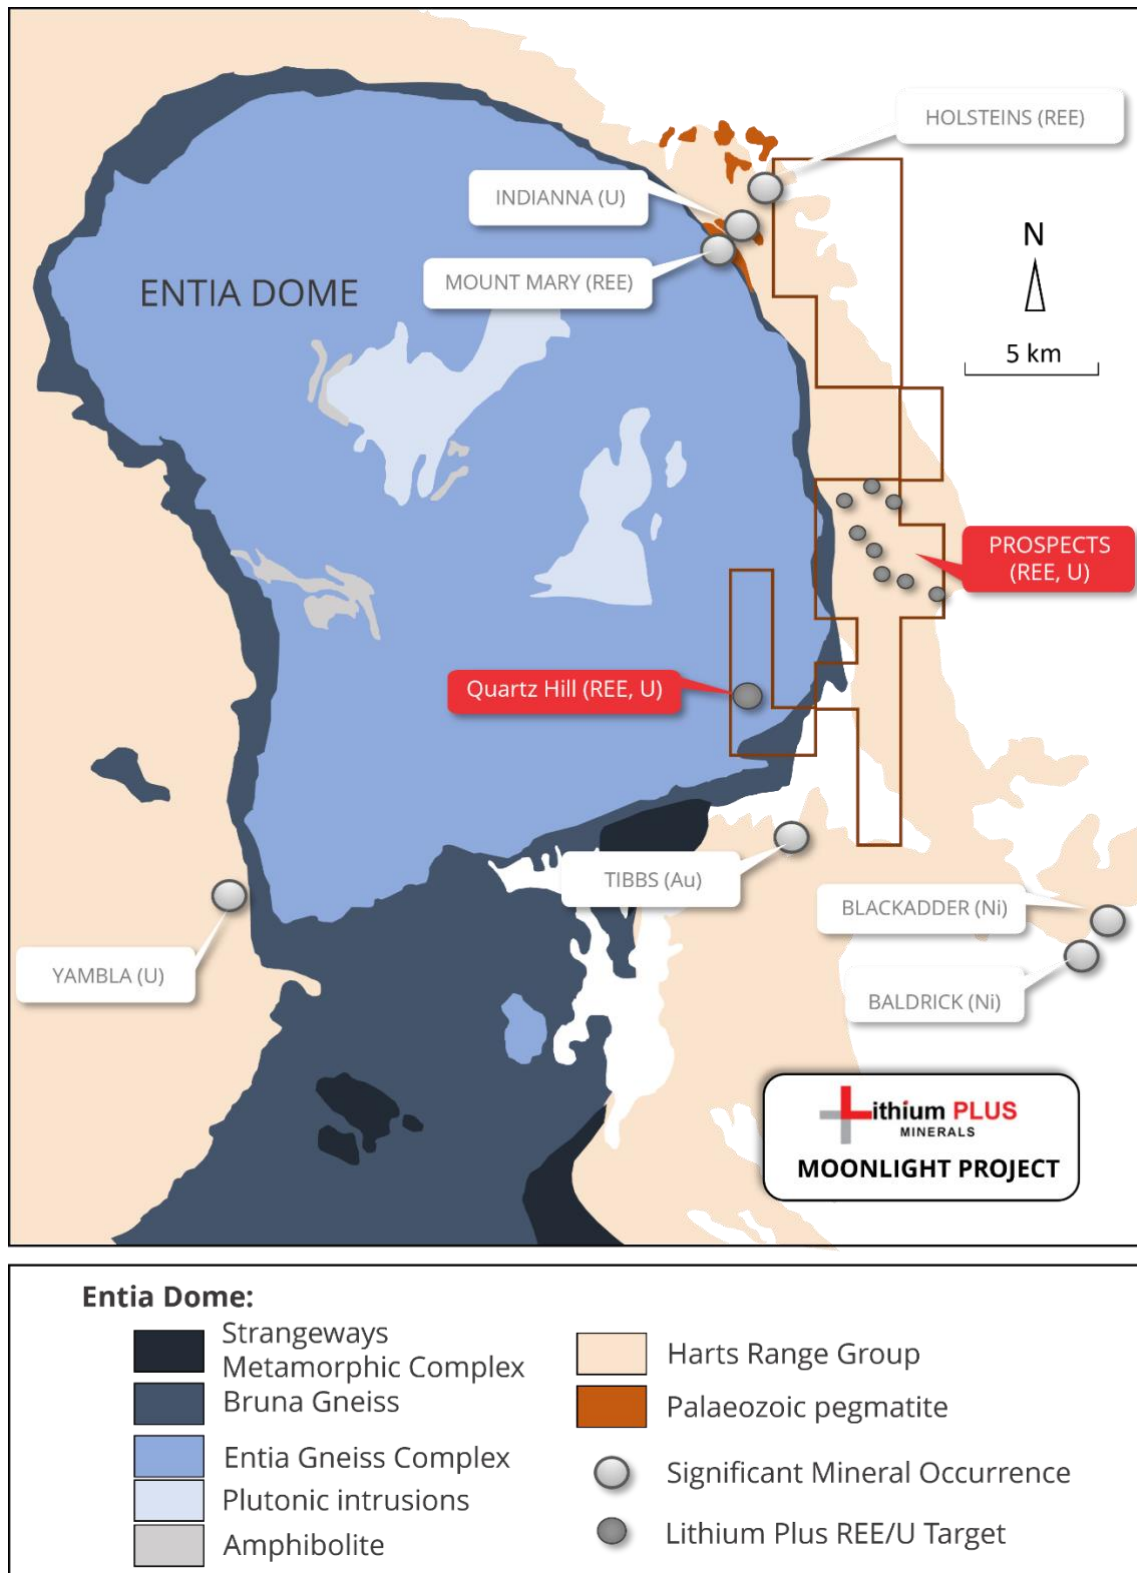 HOLSTEINS (REE)
INDIANNA (U)
MOUNT MARY (REE)
ENTIA DOME
N
5 km
PROSPECTS
(REE, U)
Quartz Hill (REE, U)
TIBBS (Au)
BLACKADDER (Ni)
YAMBLA (U)
BALDRICK (Ni)
Lithium PLUS
MINERALS
MOONLIGHT PROJECT
Entia Dome:
Strangeways
Metamorphic Complex
Bruna Gneiss
Entia Gneiss Complex
Plutonic intrusions
Amphibolite
Harts Range Group
Palaeozoic pegmatite
Significant Mineral Occurrence
Lithium Plus REE/U Target